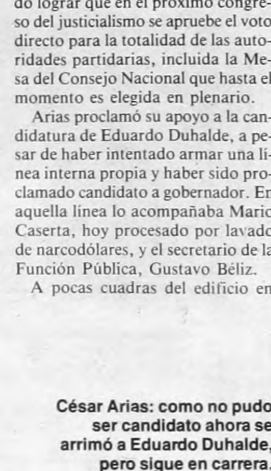 do lograr que en el próximo congre-
so del justicialismo se apruebe el voto
directo para la totalidad de las auto-
ridades partidarias, incluida la Me-
sa del Consejo Nacional que hasta el
momento es elegida en plenario.
Arias proclamó su apoyo a la can-
didatura de Eduardo Duhalde, a pe-
sar de haber intentado armar una lí-
nea interna propia y haber sido pro-
clamado candidato a gobernador. En
aquella línea lo acompañaba Mario
Caserta, hoy procesado por lavado
de narcodólares, y el secretario de la
Función Pública, Gustavo Béliz.
A pocas cuadras del edificio en
César Arias: como no pudo
ser candidato ahora se
arrimó a Eduardo Duhalde,
pero sigue en carrera.